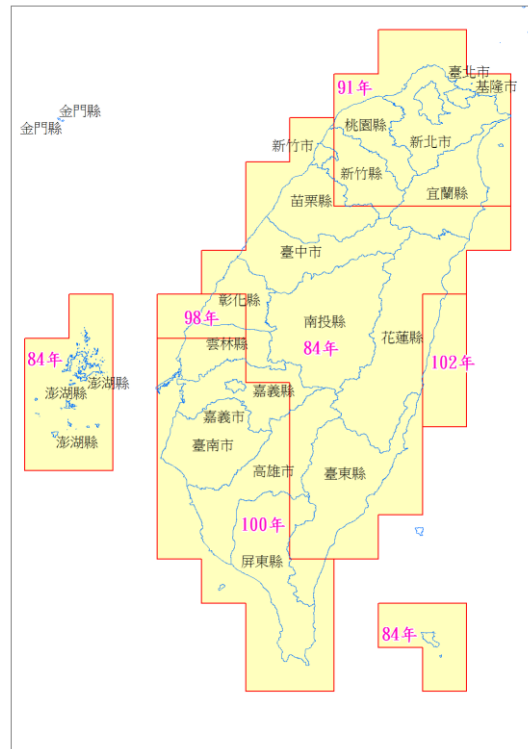 臺北市
基隆市
91年
金門縣
金門縣
桃園縣
新北市
新竹市
新竹縣
宜蘭縣
苗栗縣
臺中市
彰化縣
98年
南投縣
花蓮縣
雲林縣
84年
84年
102年
澎湖縣
澎湖縣
嘉義縣
嘉義市
澎湖縣
臺南市
高雄市
臺東縣
100年
屏東縣
84年